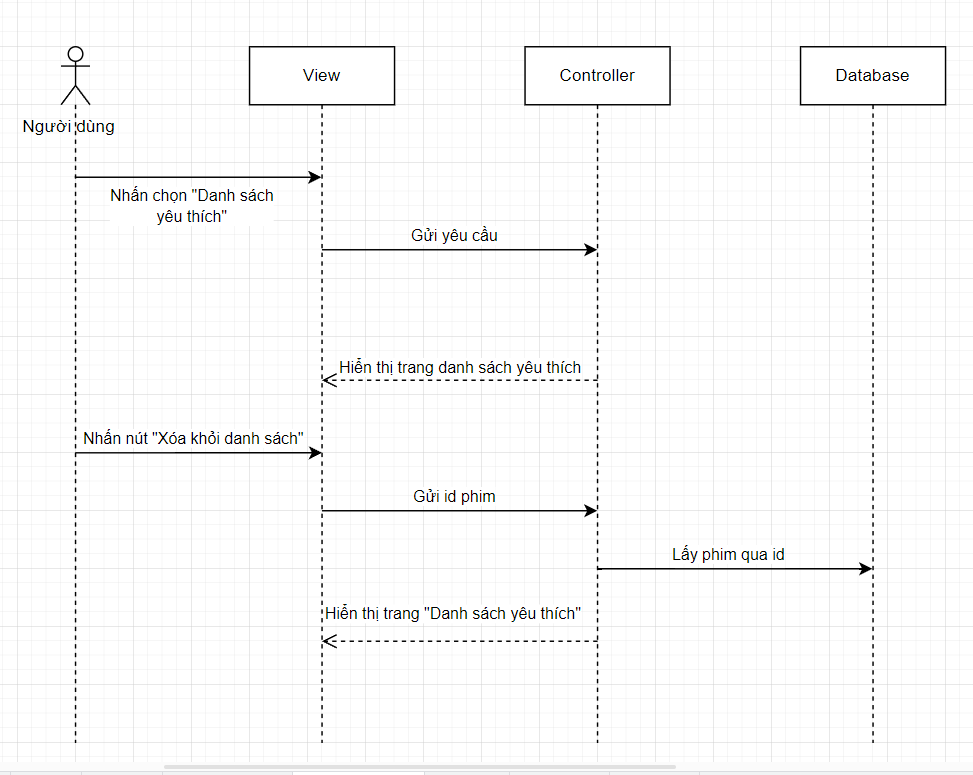 View
Controller
Database
Người dùng
Nhấn chọn "Danh sách
yêu thích"
Gửi yêu cầu
Hiển thị trang danh sách yêu thích
Nhấn nút "Xóa khỏi danh sách"
Gửi id phim
Lấy phim qua id
Hiển thị trang "Danh sách yêu thích"